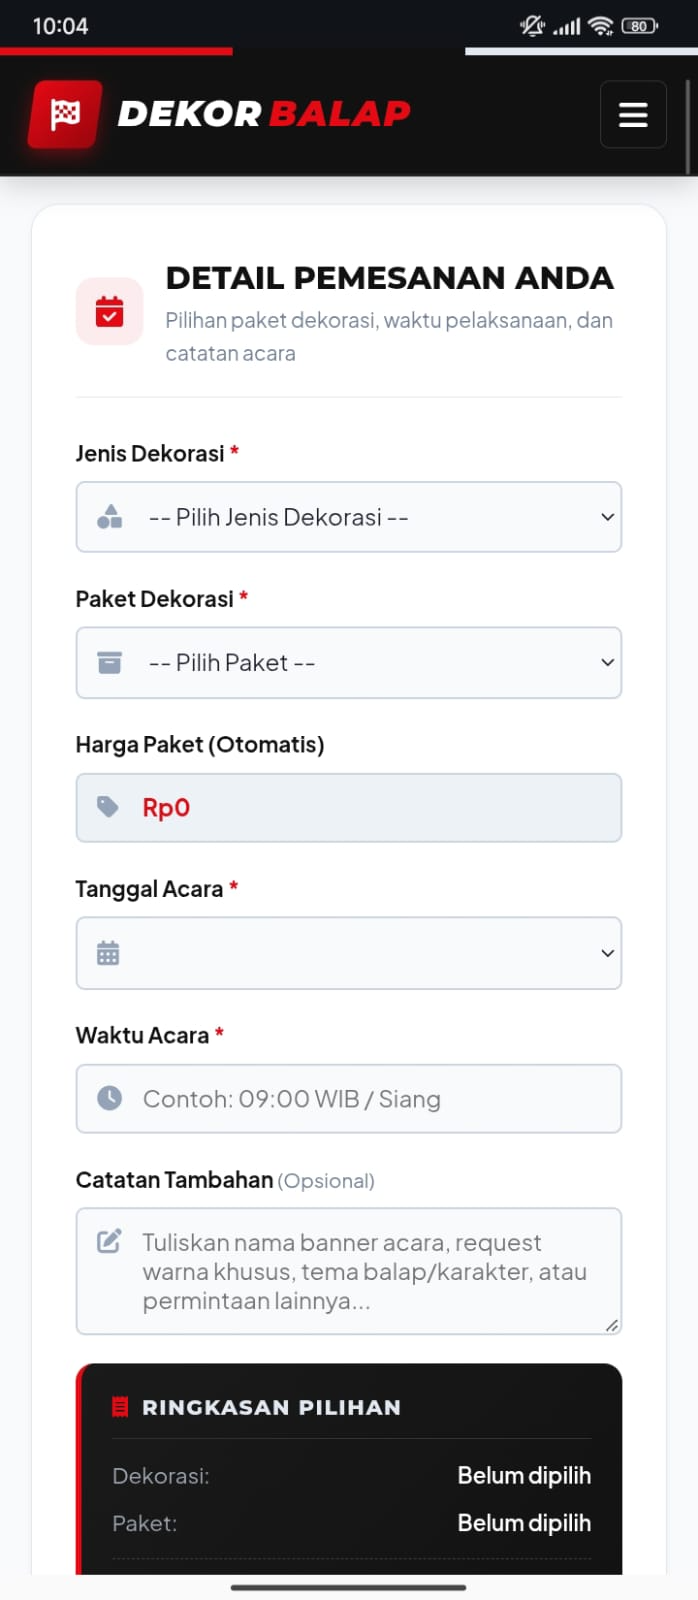 10:04
80
DEKOR BALAP
DETAIL PEMESANAN ANDA
Pilihan paket dekorasi, waktu pelaksanaan, dan
catatan acara
Jenis Dekorasi *
-- Pilih Jenis Dekorasi --
Paket Dekorasi *
-- Pilih Paket --
Harga Paket (Otomatis)
Rp0
Tanggal Acara *
Waktu Acara *
Contoh: 09:00 WIB / Siang
Catatan Tambahan (Opsional)
Tuliskan nama banner acara, request
warna khusus, tema balap/karakter, atau
permintaan lainnya...
RINGKASAN PILIHAN
Dekorasi: Belum dipilih
Paket: Belum dipilih